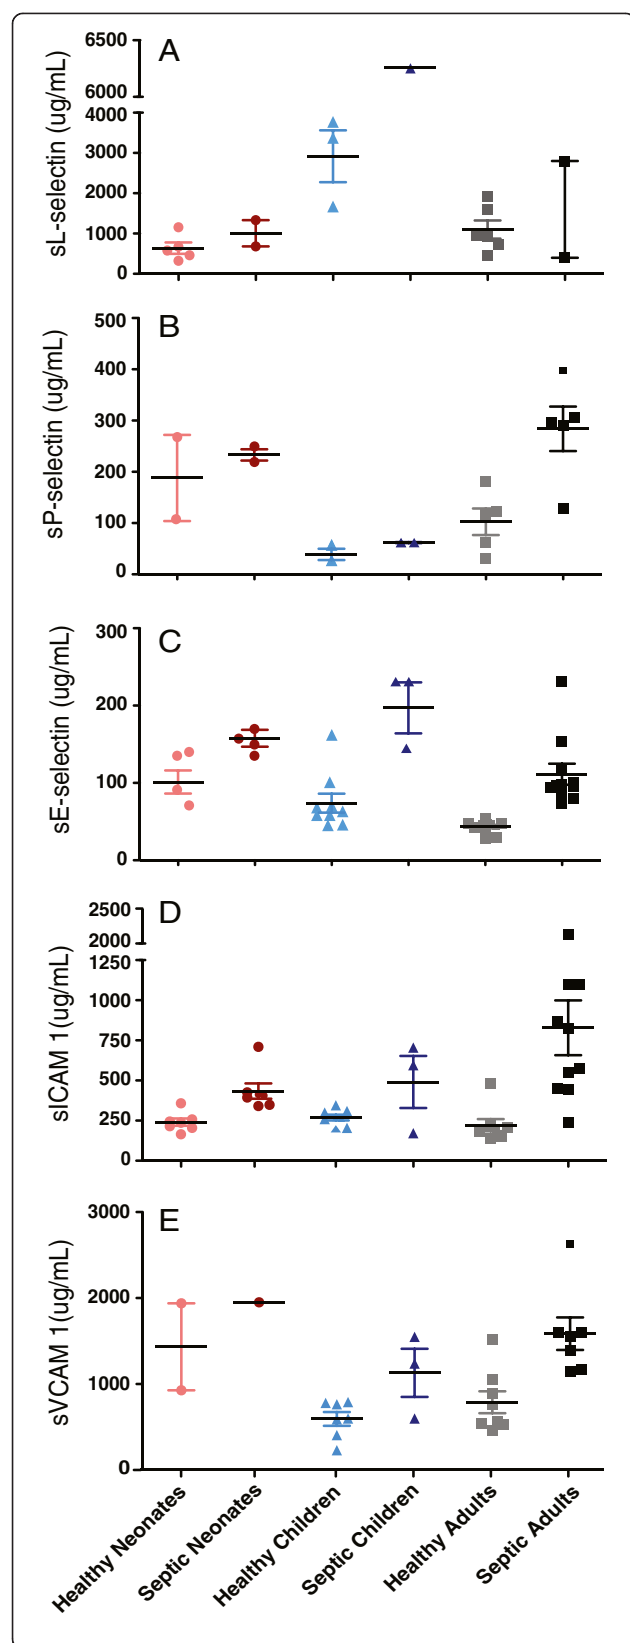 A
sL-selectin (ug/mL)
6500
6000
4000
3000
2000
1000
0
B
sP-selectin (ug/mL)
500
400
300
200
100
0
C
sE-selectin (ug/mL)
300
200
100
0
D
sICAM 1(ug/mL)
2500
2000
1250
1000
750
500
250
0
E
sVCAM 1(ug/mL)
3000
2000
1000
0
Healthy Neonates
Septic Neonates
Healthy Children
Septic Children
Healthy Adults
Septic Adults